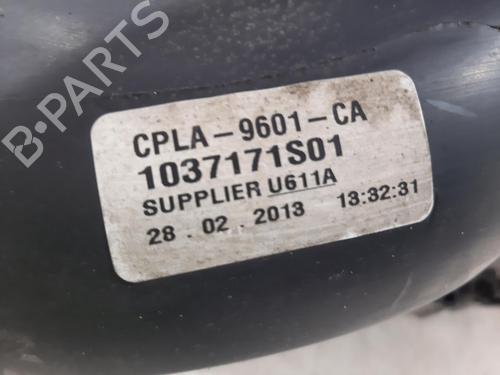 CPLA-9601-CA
1037171S01
SUPPLIER U611A
28.02.2013 13:32:31
B-PARTS